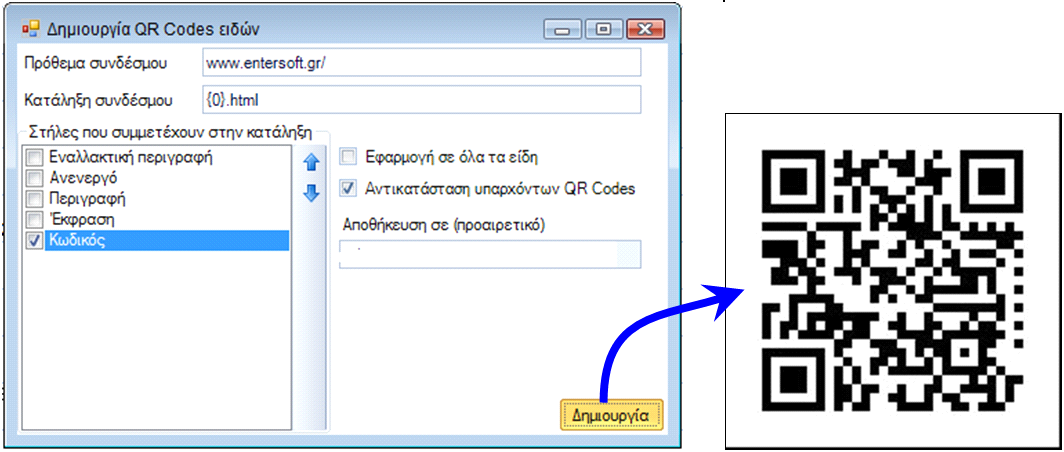 Δημιουργία QR Codes ειδών
Πρόθεμα συνδέσμου www.entersoft.gr/
Κατάληξη συνδέσμου {0}.html
Στήλες που συμμετέχουν στην κατάληξη
Εναλλακτική περιγραφή
Ανενεργό
Περιγραφή
Έκφραση
Κωδικός
Εφαρμογή σε όλα τα είδη
Αντικατάσταση υπαρχόντων QR Codes
Αποθήκευση σε (προαιρετικό)
Δημιουργία